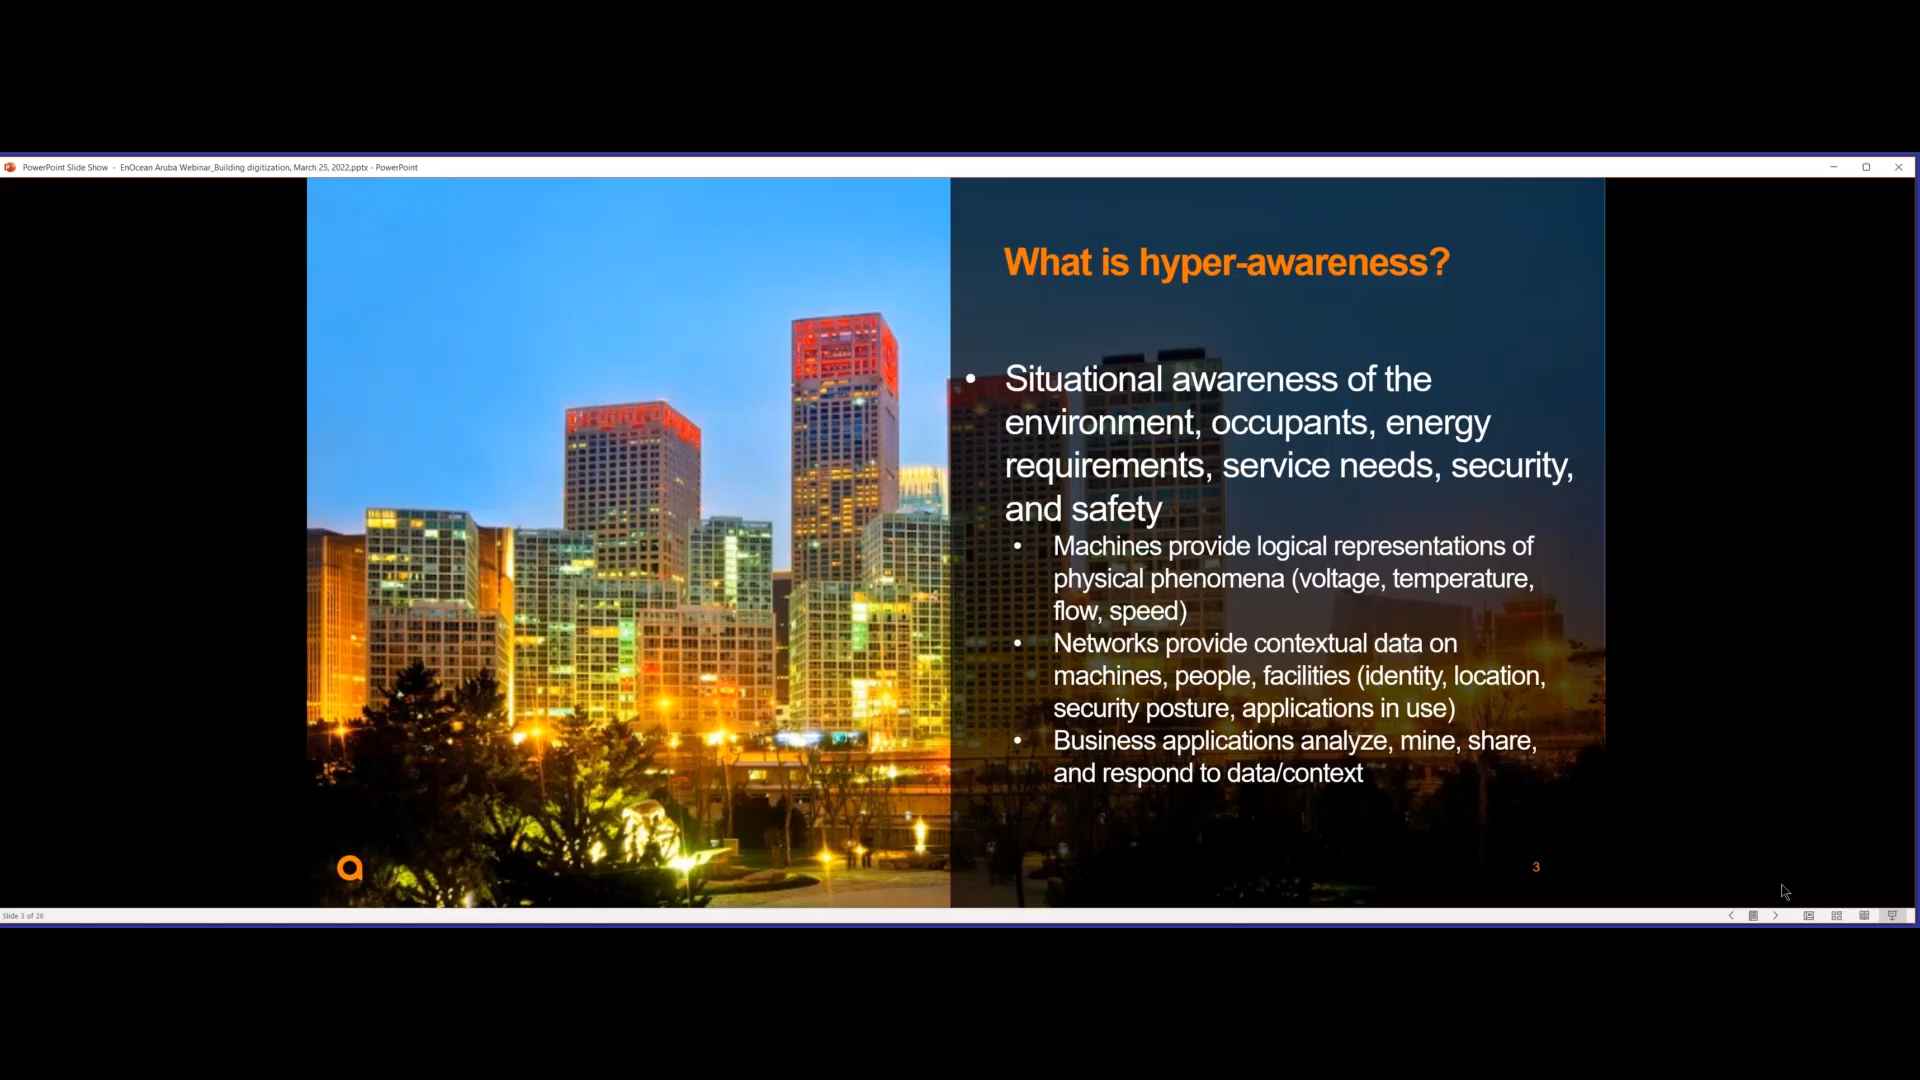 PowerPoint Slide Show - EnOcean Aruba Webinar_Building digitization, March 25, 2022.pptx - PowerPoint
What is hyper-awareness?
• Situational awareness of the
environment, occupants, energy
requirements, service needs, security,
and safety
• Machines provide logical representations of
physical phenomena (voltage, temperature,
flow, speed)
• Networks provide contextual data on
machines, people, facilities (identity, location,
security posture, applications in use)
• Business applications analyze, mine, share,
and respond to data/context
3
Slide 3 of 26